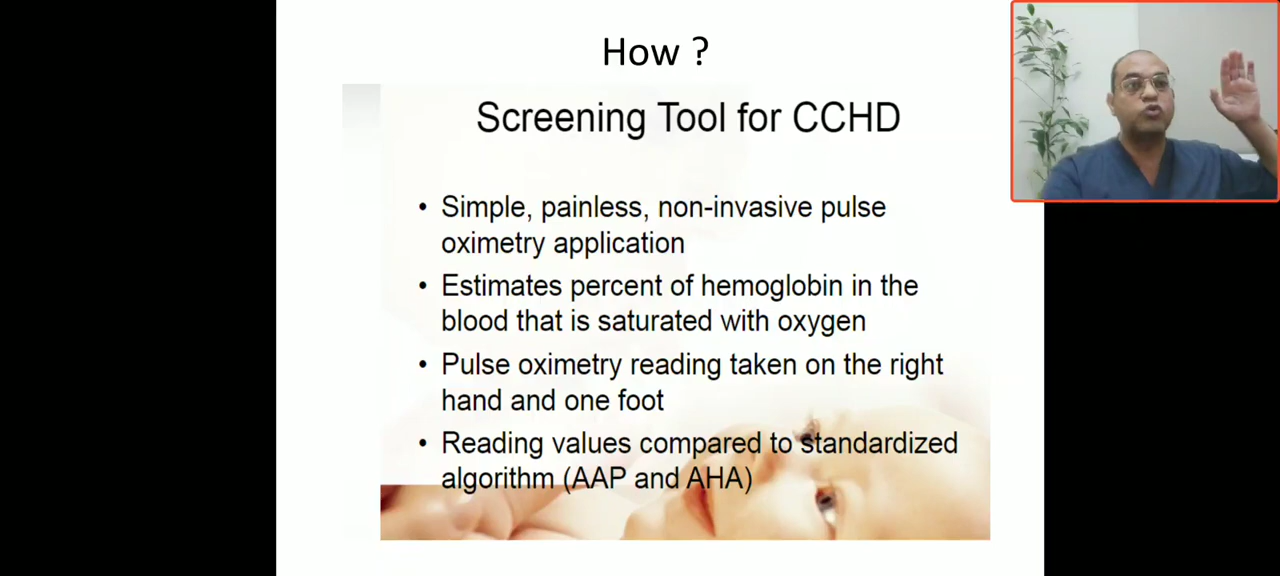 How ?
Screening Tool for CCHD
• Simple, painless, non-invasive pulse
oximetry application
• Estimates percent of hemoglobin in the
blood that is saturated with oxygen
• Pulse oximetry reading taken on the right
hand and one foot
• Reading values compared to standardized
algorithm (AAP and AHA)